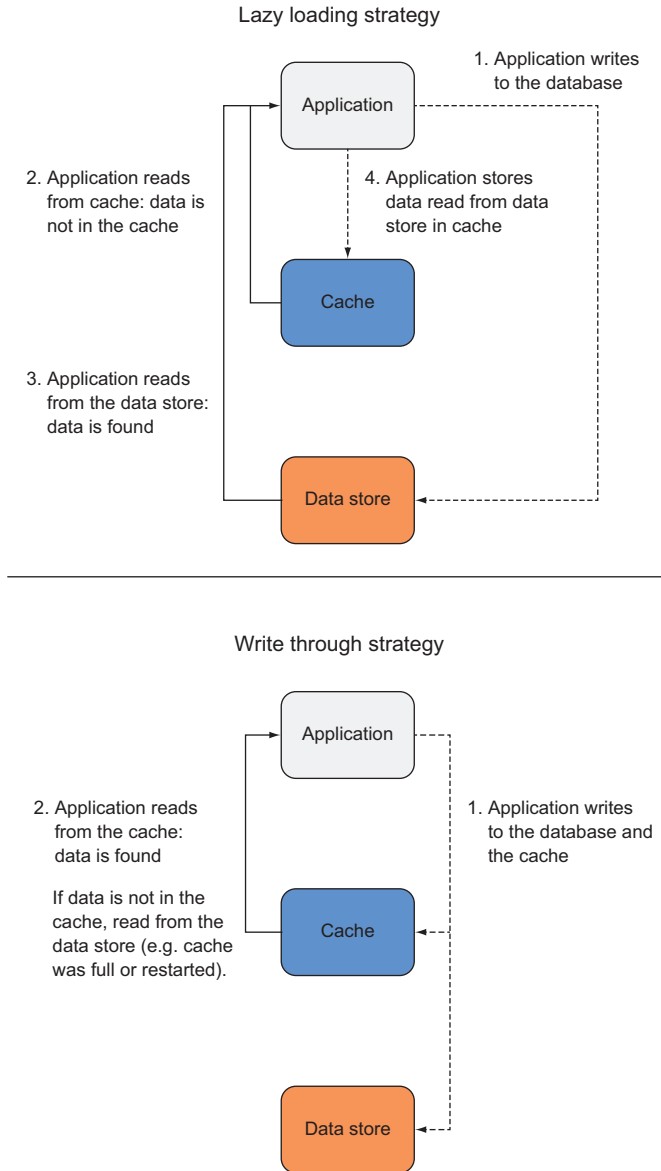 Lazy loading strategy
1. Application writes
to the database
Application
2. Application reads
from cache: data is
not in the cache
4. Application stores
data read from data
store in cache
Cache
3. Application reads
from the data store:
data is found
Data store
Write through strategy
Application
2. Application reads
from the cache:
data is found
If data is not in the
cache, read from the
data store (e.g. cache
was full or restarted).
1. Application writes
to the database and
the cache
Cache
Data store